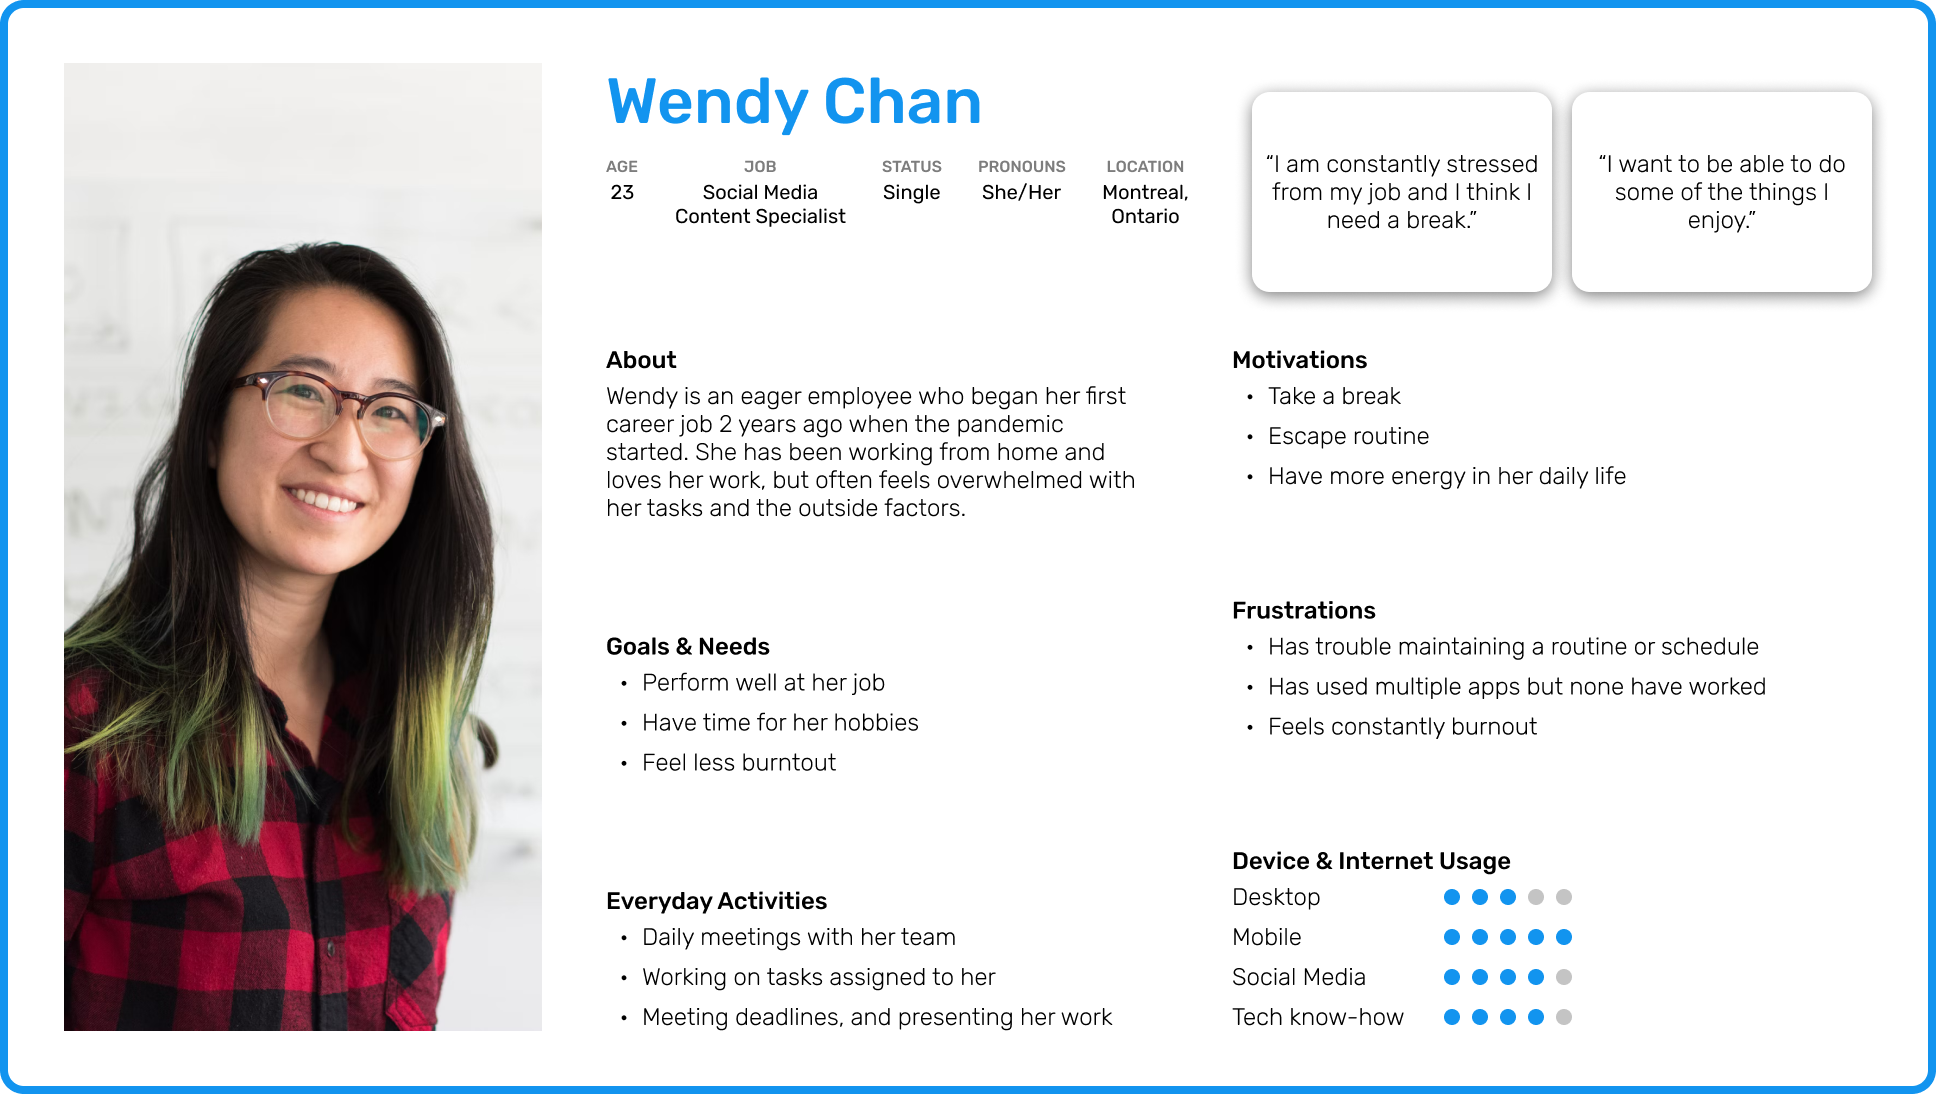 Wendy Chan
AGE
23
JOB
Social Media
Content Specialist
STATUS
Single
PRONOUNS
She/Her
LOCATION
Montreal,
Ontario
“I am constantly stressed
from my job and I think I
need a break.”
“I want to be able to do
some of the things I
enjoy.”
About
Wendy is an eager employee who began her first
career job 2 years ago when the pandemic
started. She has been working from home and
loves her work, but often feels overwhelmed with
her tasks and the outside factors.
Goals & Needs
• Perform well at her job
• Have time for her hobbies
• Feel less burntout
Everyday Activities
• Daily meetings with her team
• Working on tasks assigned to her
• Meeting deadlines, and presenting her work
Motivations
• Take a break
• Escape routine
• Have more energy in her daily life
Frustrations
• Has trouble maintaining a routine or schedule
• Has used multiple apps but none have worked
• Feels constantly burnout
Device & Internet Usage
Desktop
Mobile
Social Media
Tech know-how